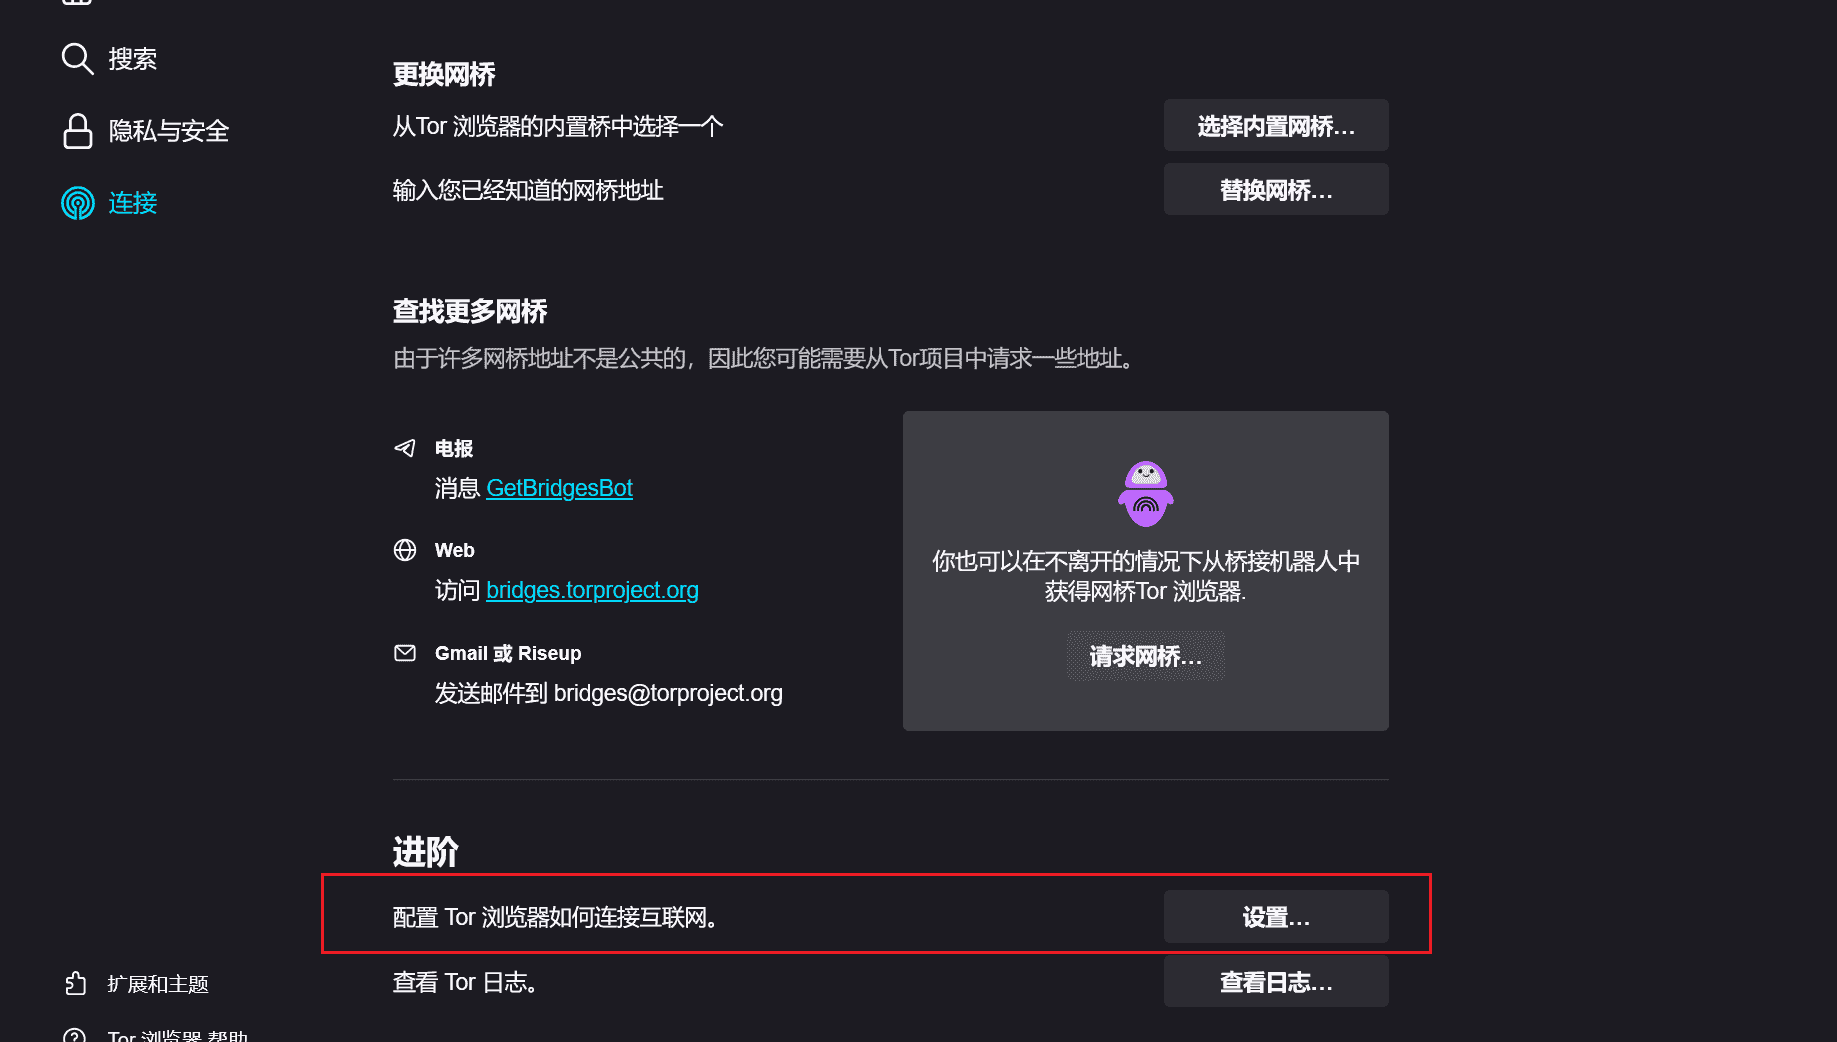 搜索
隐私与安全
连接
更换网桥
从Tor 浏览器的内置桥中选择一个
选择内置网桥...
输入您已经知道的网桥地址
替换网桥...
查找更多网桥
由于许多网桥地址不是公共的，因此您可能需要从Tor项目中请求一些地址。
电报
消息 GetBridgesBot
Web
访问 bridges.torproject.org
Gmail 或 Riseup
发送邮件到 bridges@torproject.org
你也可以在不离开的情况下从桥接机器人中
获得网桥Tor 浏览器.
请求网桥...
进阶
配置 Tor 浏览器如何连接互联网。
设置...
查看 Tor 日志。
查看日志...
扩展和主题
Tor 浏览器 帮助